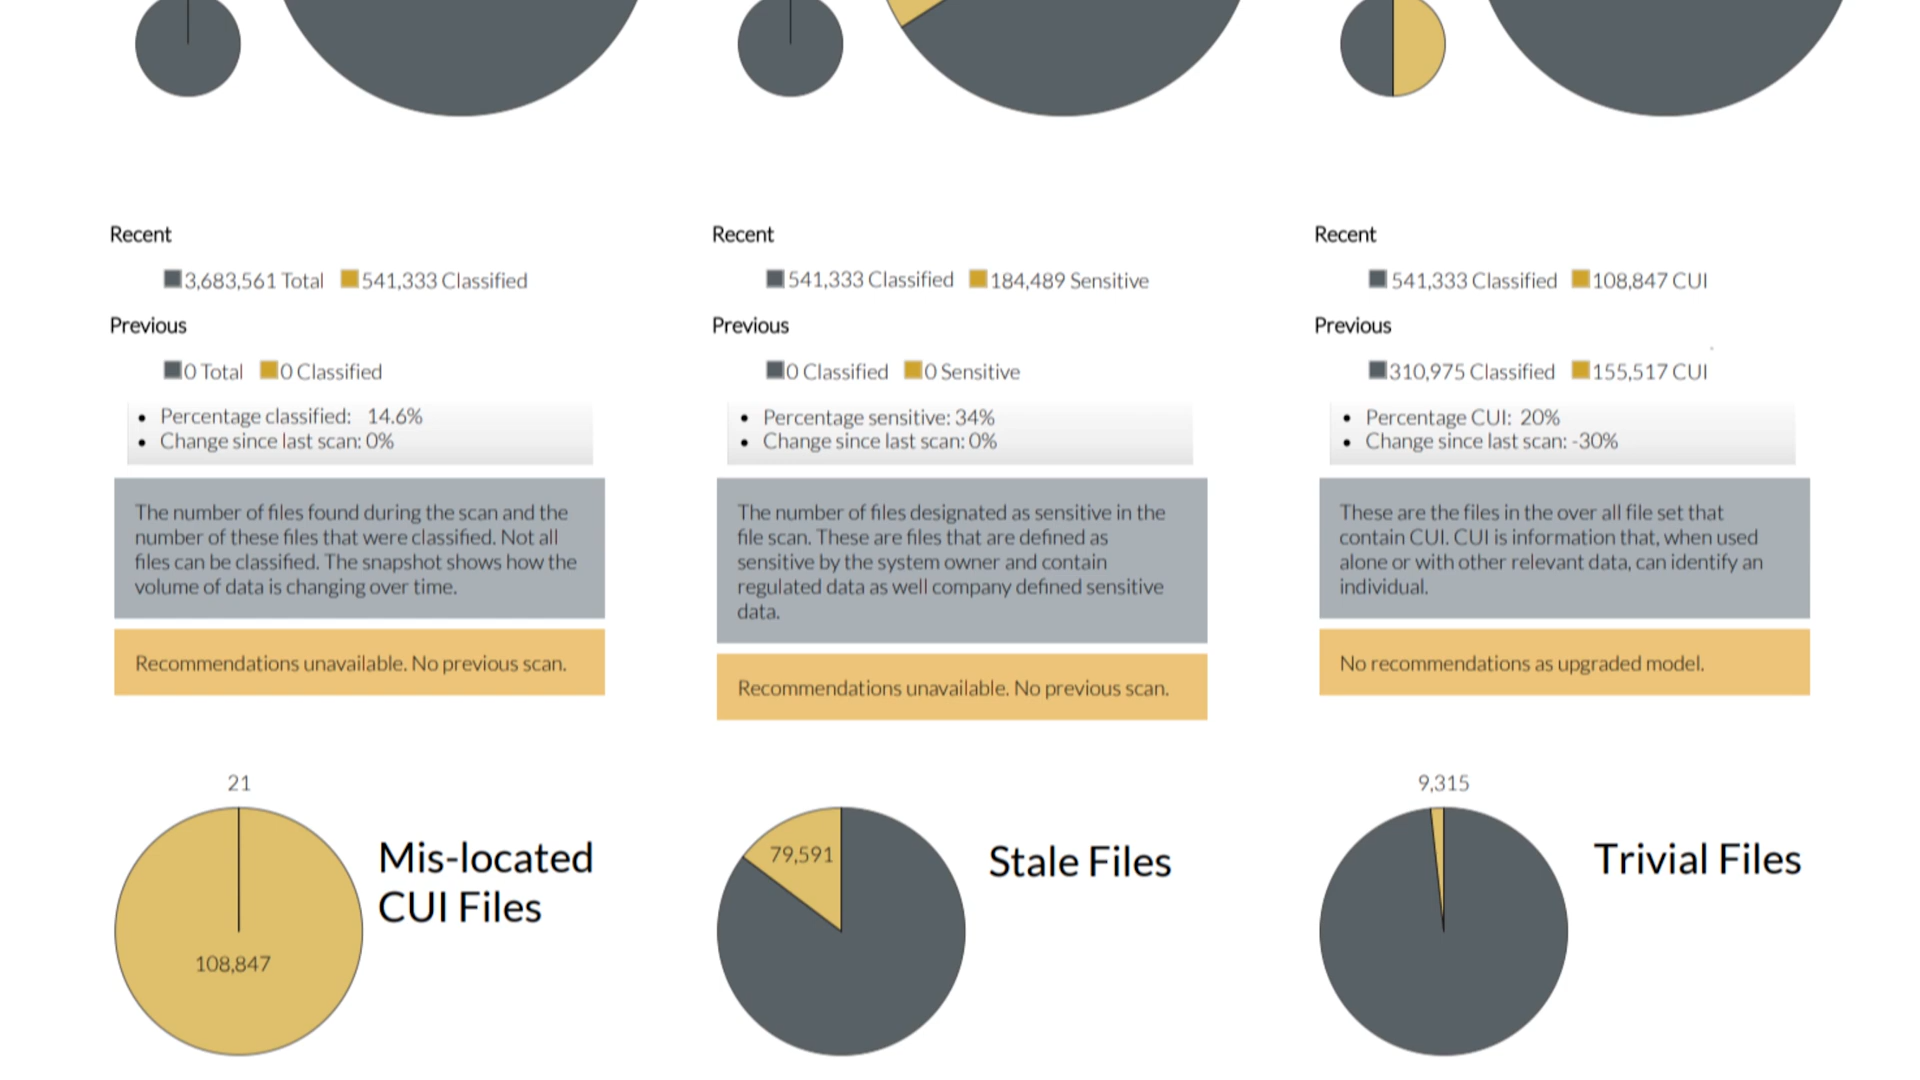 Recent
3,683,561 Total 541,333 Classified
Previous
0 Total 0 Classified
• Percentage classified: 14.6%
• Change since last scan: 0%
The number of files found during the scan and the
number of these files that were classified. Not all
files can be classified. The snapshot shows how the
volume of data is changing over time.
Recommendations unavailable. No previous scan.
Recent
541,333 Classified 184,489 Sensitive
Previous
0 Classified 0 Sensitive
• Percentage sensitive: 34%
• Change since last scan: 0%
The number of files designated as sensitive in the
file scan. These are files that are defined as
sensitive by the system owner and contain
regulated data as well company defined sensitive
data.
Recommendations unavailable. No previous scan.
Recent
541,333 Classified 108,847 CUI
Previous
310,975 Classified 155,517 CUI
• Percentage CUI: 20%
• Change since last scan: -30%
These are the files in the over all file set that
contain CUI. CUI is information that, when used
alone or with other relevant data, can identify an
individual.
No recommendations as upgraded model.
21
108,847
Mis-located
CUI Files
79,591
Stale Files
9,315
Trivial Files